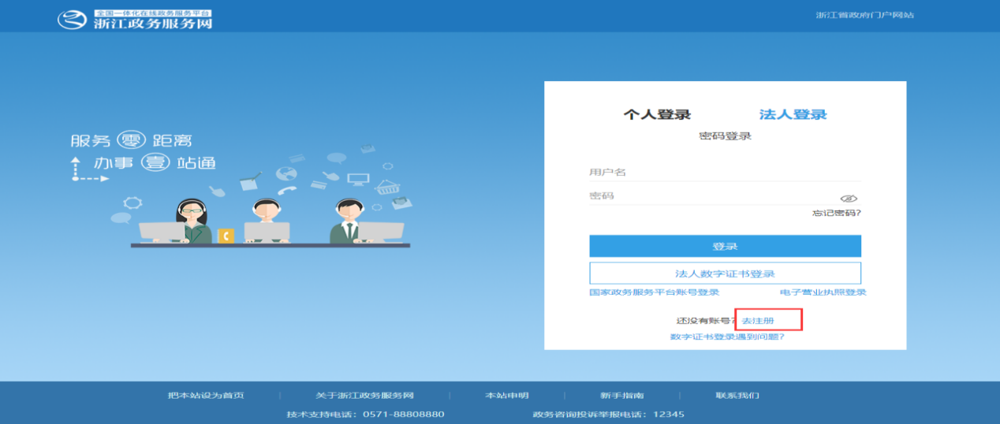 全国一体化在线政务服务平台
浙江政务服务网
浙江省政府门户网站
服务零距离
办事壹站通
个人登录 法人登录
密码登录
用户名
密码
忘记密码?
登录
法人数字证书登录
国家政务服务平台账号登录 电子营业执照登录
还没有账号? 去注册
数字证书登录遇到问题?
把本站设为首页 | 关于浙江政务服务网 | 本站申明 | 新手指南 | 联系我们
技术支持电话：0571-88808880 政务咨询投诉举报电话：12345